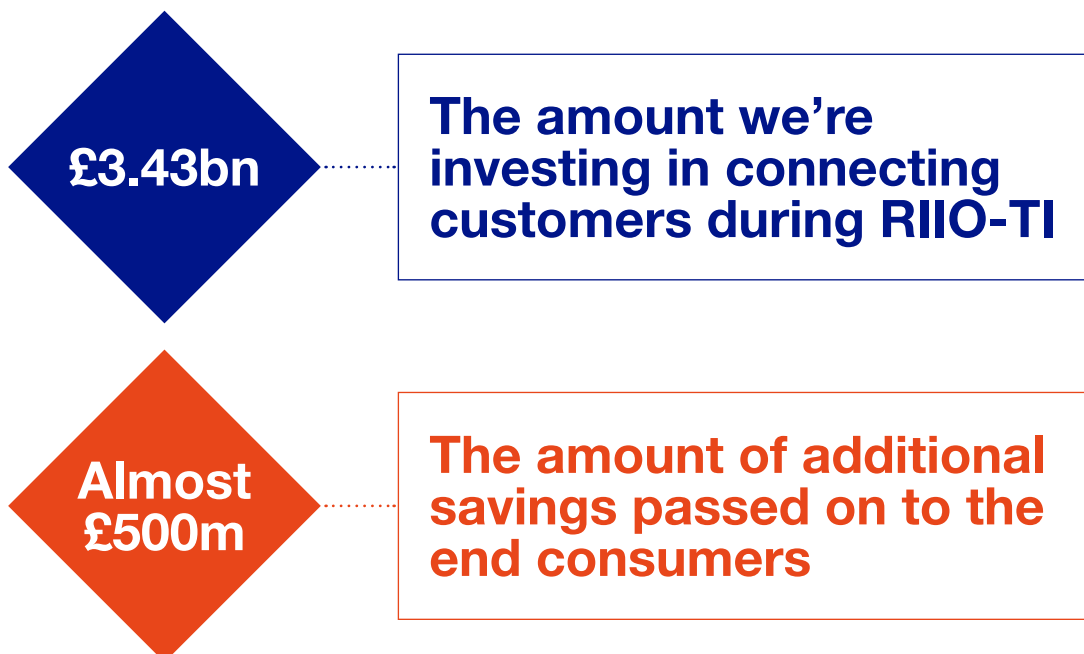 £3.43bn
The amount we’re
investing in connecting
customers during RIIO-TI
Almost
£500m
The amount of additional
savings passed on to the
end consumers